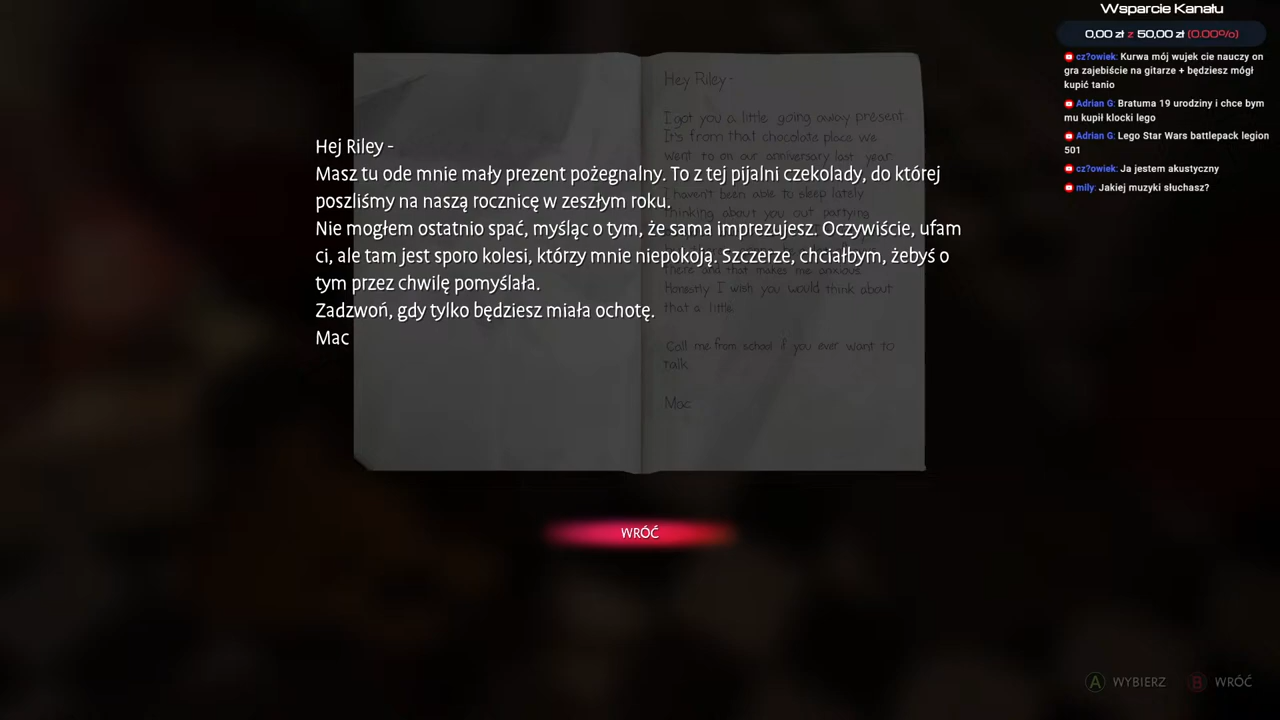 Wsparcie Kanału
0,00 zł z 50,00 zł (0.00%)
cz?owiek: Kurwa mój wujek cie nauczy on
gra zajebiście na gitarze + będziesz mógł
kupić tanio
Adrian G: Bratuma 19 urodziny i chce bym
mu kupił klocki lego
Adrian G: Lego Star Wars battlepack legion
501
cz?owiek: Ja jestem akustyczny
mily: Jakiej muzyki słuchasz?
Hej Riley -
Masz tu ode mnie mały prezent pożegnalny. To z tej pijalni czekolady, do której
poszliśmy na naszą rocznicę w zeszłym roku.
Nie mogłem ostatnio spać, myśląc o tym, że sama imprezujesz. Oczywiście, ufam
ci, ale tam jest sporo kolesi, którzy mnie niepokoją. Szczerze, chciałbym, żebyś o
tym przez chwilę pomyślała.
Zadzwoń, gdy tylko będziesz miała ochotę.
Mac
Hey Riley -
I got you a little going away present.
It's from that chocolate place we
went to on our anniversary last year.
I haven't been able to sleep lately
thinking about you out partying
there and that makes me anxious.
Honestly I wish you would think about
that a little.
Call me from school if you ever want to
talk.
Mac
WRÓĆ
A WYBIERZ
B WRÓĆ